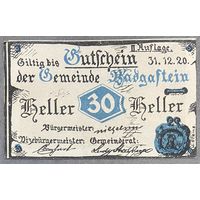 II. Auflage.
Giltig bis Gutschein 31.12.20.
der Gemeinde Badgastein
Heller 30 Heller
Bürgermeister:
Vizebürgermeister: Gemeinderat: